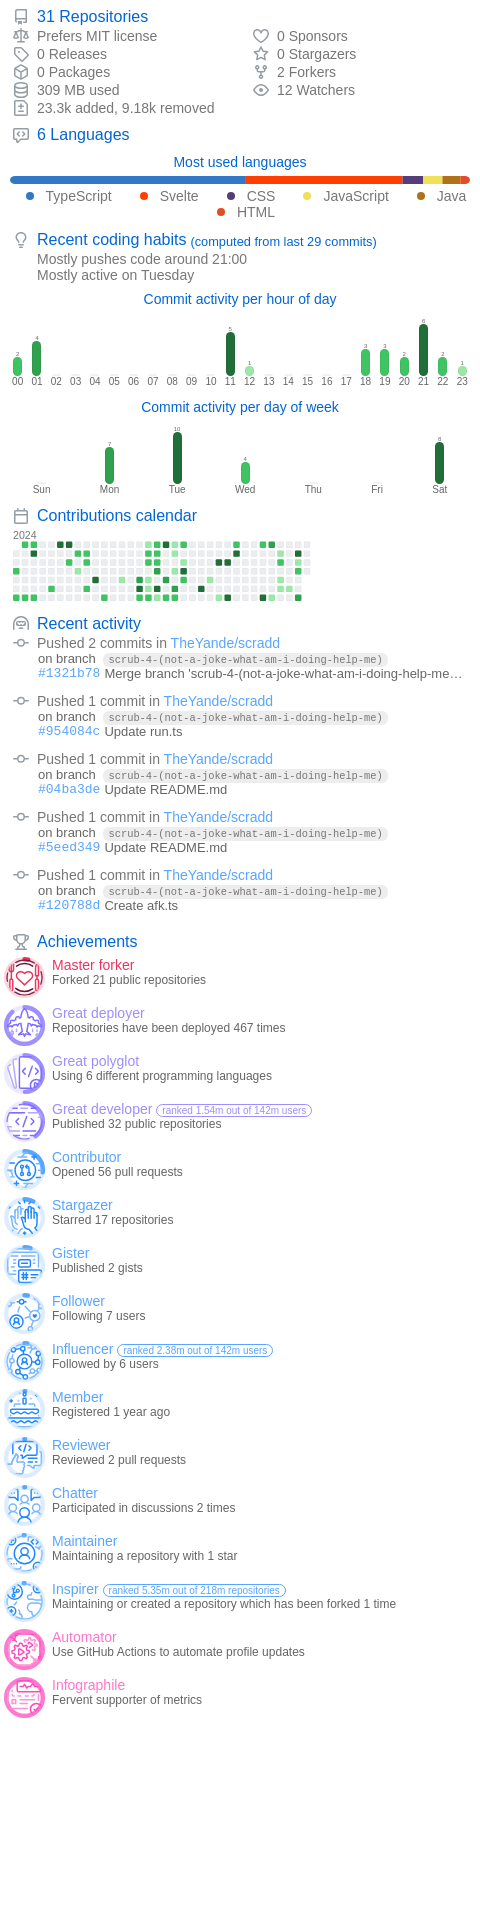 31 Repositories
Prefers MIT license
0 Sponsors
0 Releases
0 Stargazers
0 Packages
2 Forkers
309 MB used
12 Watchers
23.3k added, 9.18k removed
6 Languages
Most used languages
TypeScript Svelte CSS JavaScript Java
HTML
Recent coding habits (computed from last 29 commits)
Mostly pushes code around 21:00
Mostly active on Tuesday
Commit activity per hour of day
2 4 5 1 3 3 2 6 2 1
00 01 02 03 04 05 06 07 08 09 10 11 12 13 14 15 16 17 18 19 20 21 22 23
Commit activity per day of week
7 10 4 8
Sun Mon Tue Wed Thu Fri Sat
Contributions calendar
2024
Recent activity
Pushed 2 commits in TheYande/scradd
on branch scrub-4-(not-a-joke-what-am-i-doing-help-me)
#1321b78 Merge branch 'scrub-4-(not-a-joke-what-am-i-doing-help-me…
Pushed 1 commit in TheYande/scradd
on branch scrub-4-(not-a-joke-what-am-i-doing-help-me)
#954084c Update run.ts
Pushed 1 commit in TheYande/scradd
on branch scrub-4-(not-a-joke-what-am-i-doing-help-me)
#04ba3de Update README.md
Pushed 1 commit in TheYande/scradd
on branch scrub-4-(not-a-joke-what-am-i-doing-help-me)
#5eed349 Update README.md
Pushed 1 commit in TheYande/scradd
on branch scrub-4-(not-a-joke-what-am-i-doing-help-me)
#120788d Create afk.ts
Achievements
Master forker
Forked 21 public repositories
Great deployer
Repositories have been deployed 467 times
Great polyglot
Using 6 different programming languages
Great developer ranked 1.54m out of 142m users
Published 32 public repositories
Contributor
Opened 56 pull requests
Stargazer
Starred 17 repositories
Gister
Published 2 gists
Follower
Following 7 users
Influencer ranked 2.38m out of 142m users
Followed by 6 users
Member
Registered 1 year ago
Reviewer
Reviewed 2 pull requests
Chatter
Participated in discussions 2 times
Maintainer
Maintaining a repository with 1 star
Inspirer ranked 5.35m out of 218m repositories
Maintaining or created a repository which has been forked 1 time
Automator
Use GitHub Actions to automate profile updates
Infographile
Fervent supporter of metrics